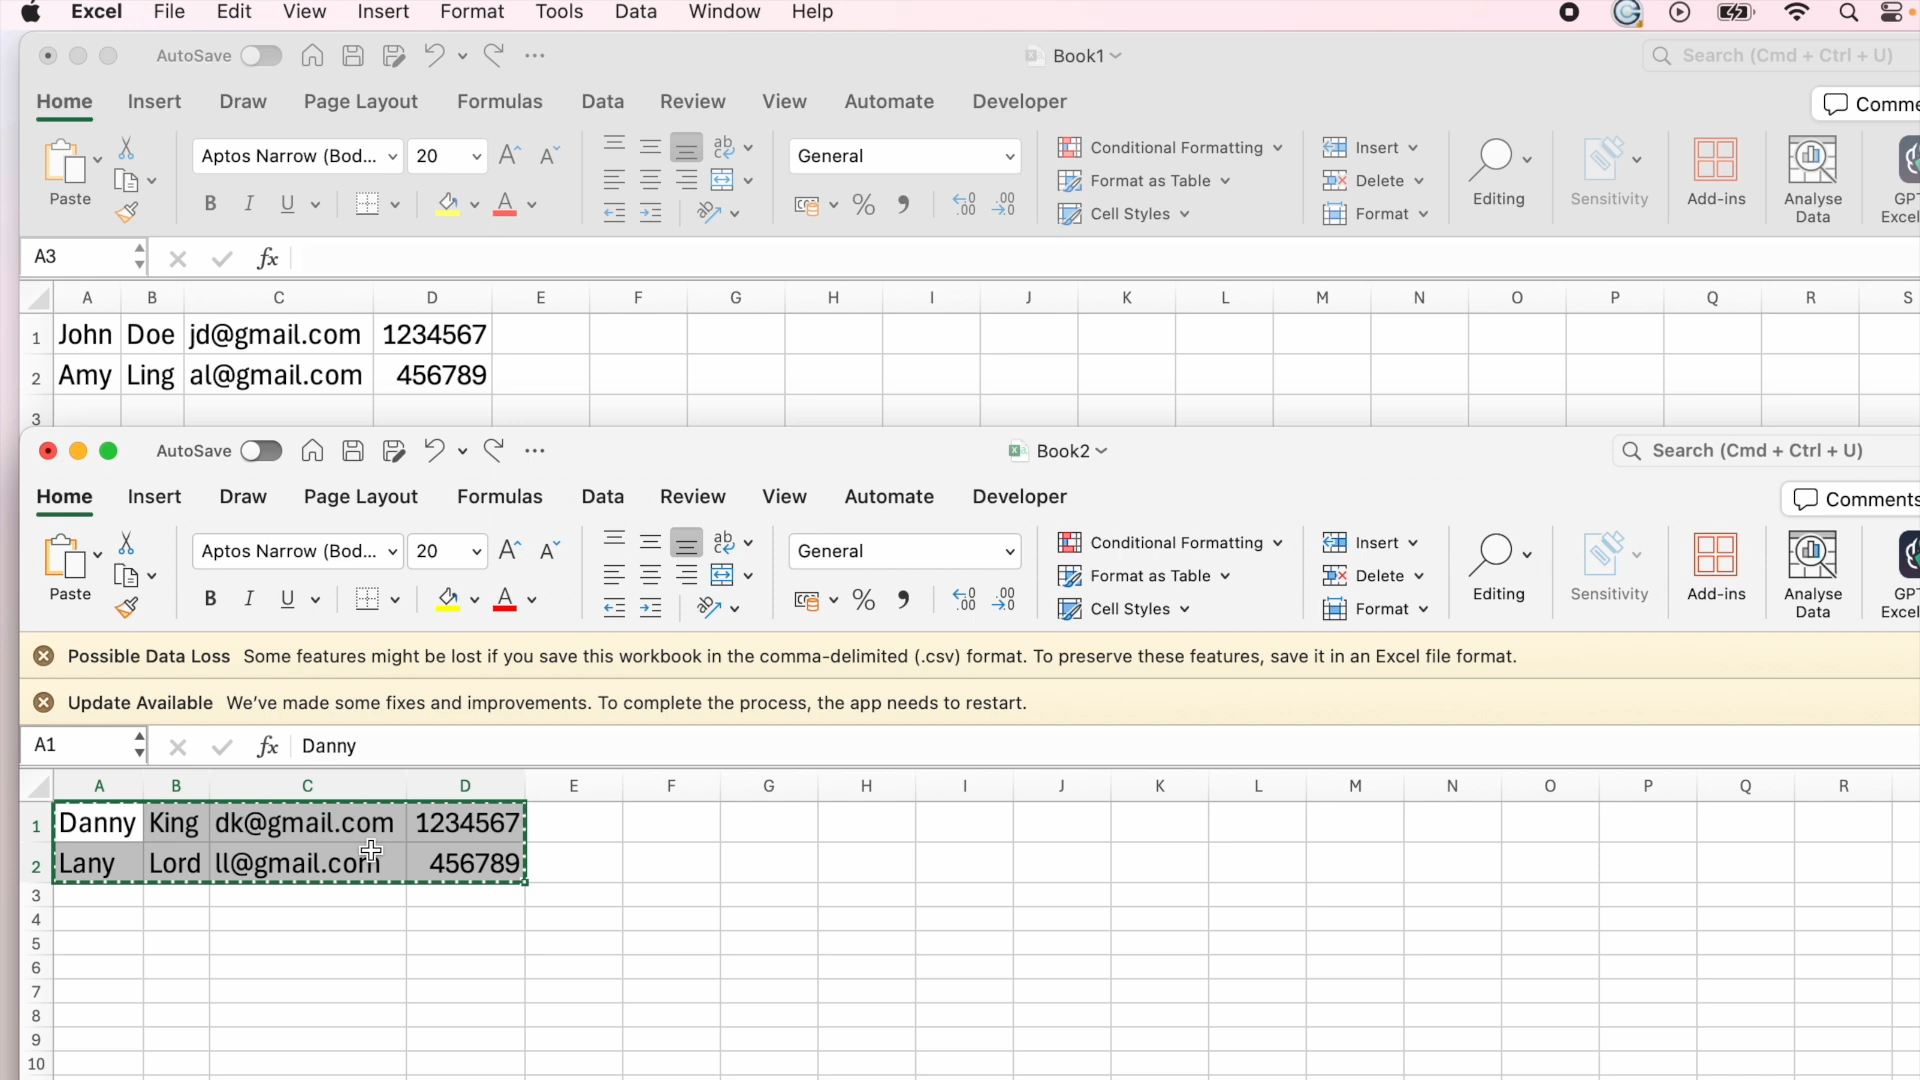 Excel File Edit View Insert Format Tools Data Window Help
AutoSave Book1 Search (Cmd + Ctrl + U)
Home Insert Draw Page Layout Formulas Data Review View Automate Developer Comme
Paste Aptos Narrow (Bod... 20 General Conditional Formatting Format as Table Cell Styles Insert Delete Format Editing Sensitivity Add-ins Analyse Data GPT Excel
B I U
A3 fx
A B C D E F G H I J K L M N O P Q R S
1 John Doe jd@gmail.com 1234567
2 Amy Ling al@gmail.com 456789
3
AutoSave Book2 Search (Cmd + Ctrl + U)
Home Insert Draw Page Layout Formulas Data Review View Automate Developer Comments
Paste Aptos Narrow (Bod... 20 General Conditional Formatting Format as Table Cell Styles Insert Delete Format Editing Sensitivity Add-ins Analyse Data
B I U
Possible Data Loss Some features might be lost if you save this workbook in the comma-delimited (.csv) format. To preserve these features, save it in an Excel file format.
Update Available We've made some fixes and improvements. To complete the process, the app needs to restart.
A1 fx Danny
A B C D E F G H I J K L M N O P Q R
1 Danny King dk@gmail.com 1234567
2 Lany Lord ll@gmail.com 456789
3
4
5
6
7
8
9
10